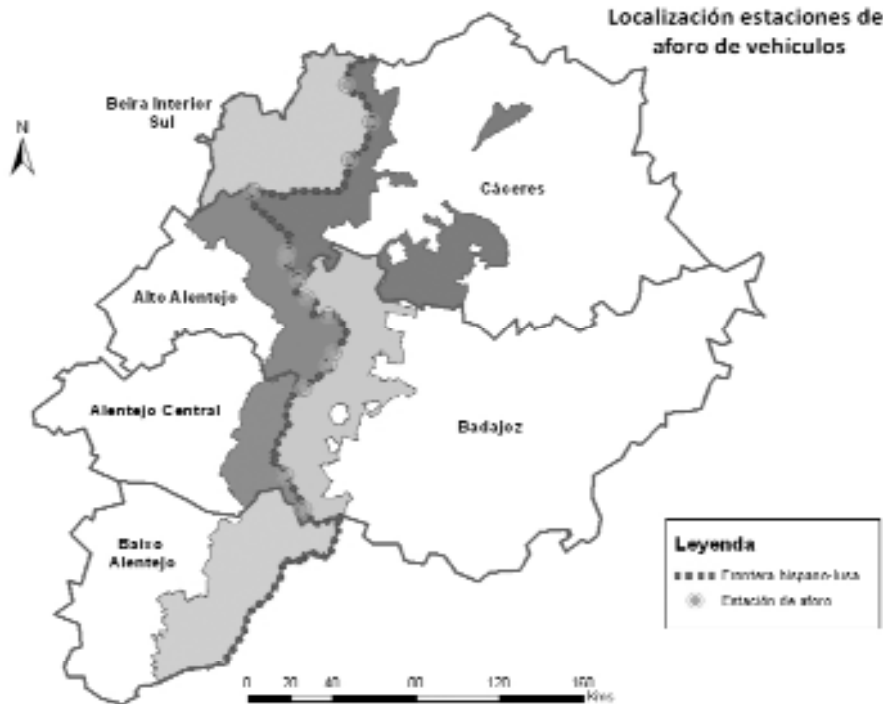 Localización estaciones de
aforo de vehículos
Beira Interior
Sul
N
Cáceres
Alto Alentejo
Alentejo Central
Badajoz
Baixo
Alentejo
Leyenda
Frontera hispano-lusa
Estación de aforo
0 20 40 80 120 160
Kms